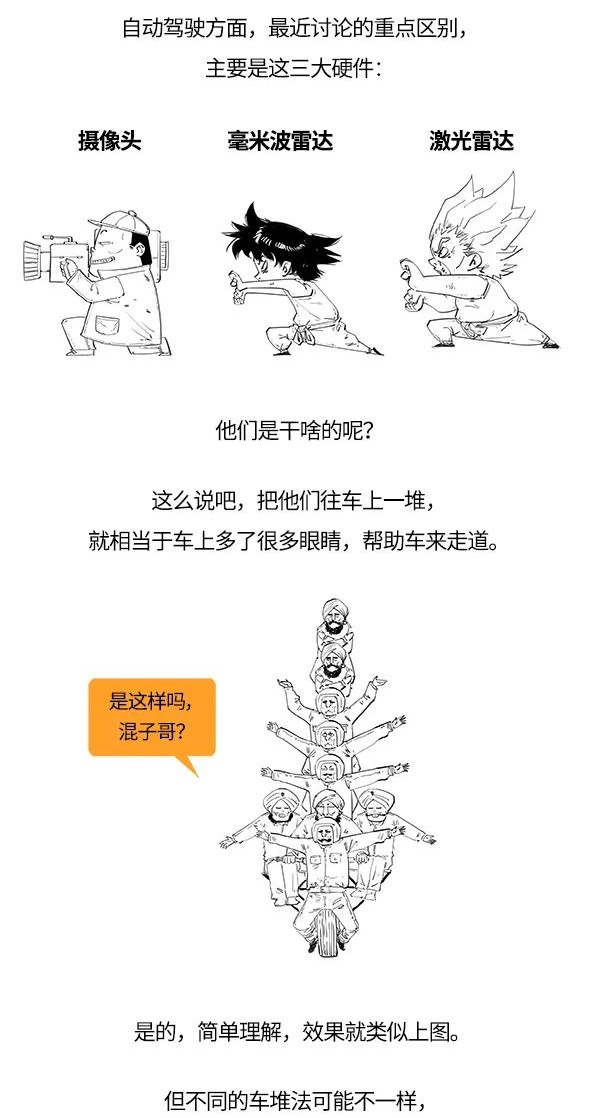 自动驾驶方面，最近讨论的重点区别，
主要是这三大硬件：
摄像头 毫米波雷达 激光雷达
他们是干啥的呢？
这么说吧，把他们往车上一堆，
就相当于车上多了很多眼睛，帮助车来走道。
是这样吗，
混子哥？
是的，简单理解，效果就类似上图。
但不同的车堆法可能不一样，